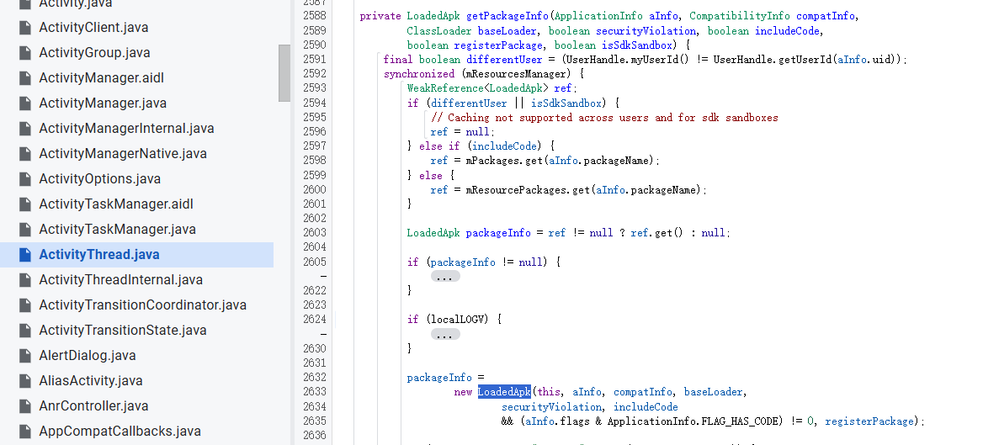 Activity.java
ActivityClient.java
ActivityGroup.java
ActivityManager.aidl
ActivityManager.java
ActivityManagerInternal.java
ActivityManagerNative.java
ActivityOptions.java
ActivityTaskManager.aidl
ActivityTaskManager.java
ActivityThread.java
ActivityThreadInternal.java
ActivityTransitionCoordinator.java
ActivityTransitionState.java
AlertDialog.java
AliasActivity.java
AnrController.java
AppCompatCallbacks.java
2587
2588 private LoadedApk getPackageInfo(ApplicationInfo aInfo, CompatibilityInfo compatInfo,
2589 ClassLoader baseLoader, boolean securityViolation, boolean includeCode,
2590 boolean registerPackage, boolean isSdkSandbox) {
2591 final boolean differentUser = (UserHandle.myUserId() != UserHandle.getUserId(aInfo.uid));
2592 synchronized (mResourcesManager) {
2593 WeakReference<LoadedApk> ref;
2594 if (differentUser || isSdkSandbox) {
2595 // Caching not supported across users and for sdk sandboxes
2596 ref = null;
2597 } else if (includeCode) {
2598 ref = mPackages.get(aInfo.packageName);
2599 } else {
2600 ref = mResourcePackages.get(aInfo.packageName);
2601 }
2602
2603 LoadedApk packageInfo = ref != null ? ref.get() : null;
2604
2605 if (packageInfo != null) {
– ...
2622 }
2623
2624 if (localLOGV) {
– ...
2630 }
2631
2632 packageInfo =
2633 new LoadedApk(this, aInfo, compatInfo, baseLoader,
2634 securityViolation, includeCode
2635 && (aInfo.flags & ApplicationInfo.FLAG_HAS_CODE) != 0, registerPackage);
2636